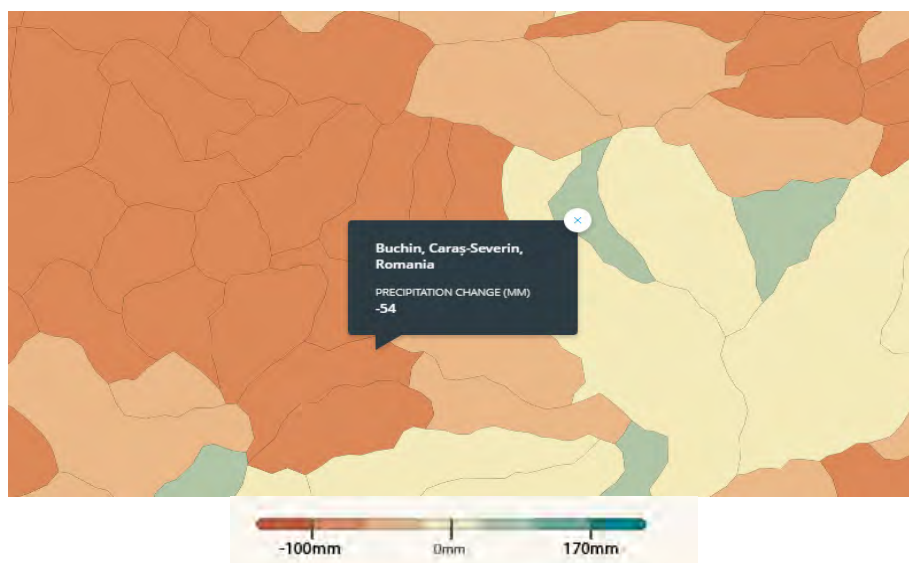 Buchin, Caraș-Severin,
Romania
PRECIPITATION CHANGE (MM)
-54
-100mm 0mm 170mm